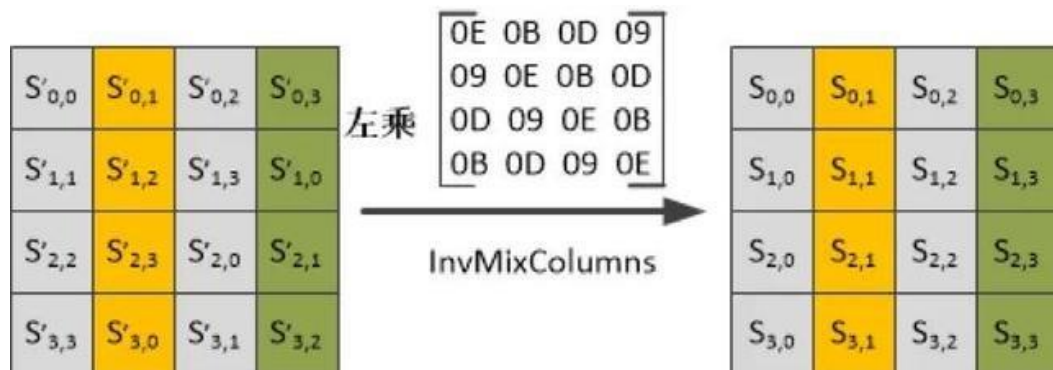 0E 0B 0D 09
09 0E 0B 0D
0D 09 0E 0B
0B 0D 09 0E
左乘
InvMixColumns
S'0,0 S'0,1 S'0,2 S'0,3
S'1,1 S'1,2 S'1,3 S'1,0
S'2,2 S'2,3 S'2,0 S'2,1
S'3,3 S'3,0 S'3,1 S'3,2
S0,0 S0,1 S0,2 S0,3
S1,0 S1,1 S1,2 S1,3
S2,0 S2,1 S2,2 S2,3
S3,0 S3,1 S3,2 S3,3